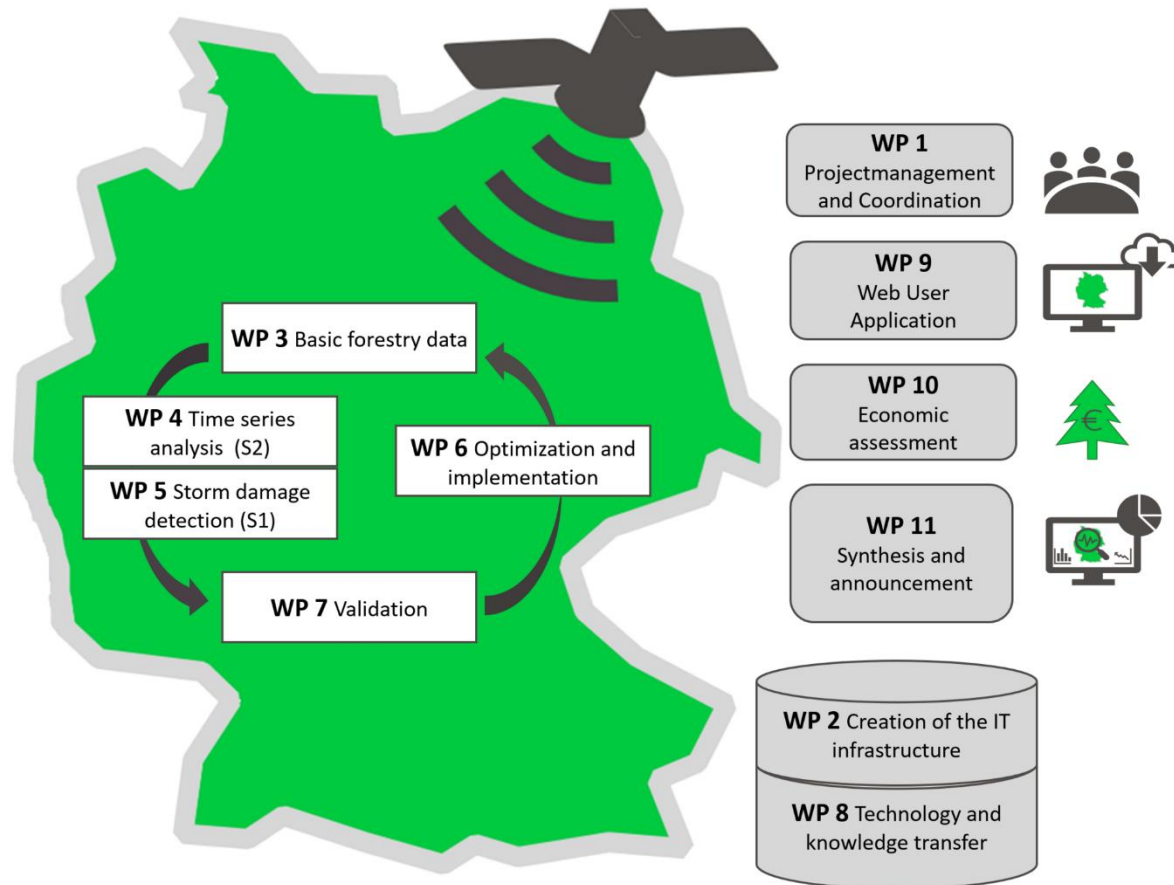 WP 3 Basic forestry data
WP 4 Time series
analysis (S2)
WP 5 Storm damage
detection (S1)
WP 6 Optimization and
implementation
WP 7 Validation
WP 1
Projectmanagement
and Coordination
WP 9
Web User
Application
WP 10
Economic
assessment
€
WP 11
Synthesis and
announcement
WP 2 Creation of the IT
infrastructure
WP 8 Technology and
knowledge transfer